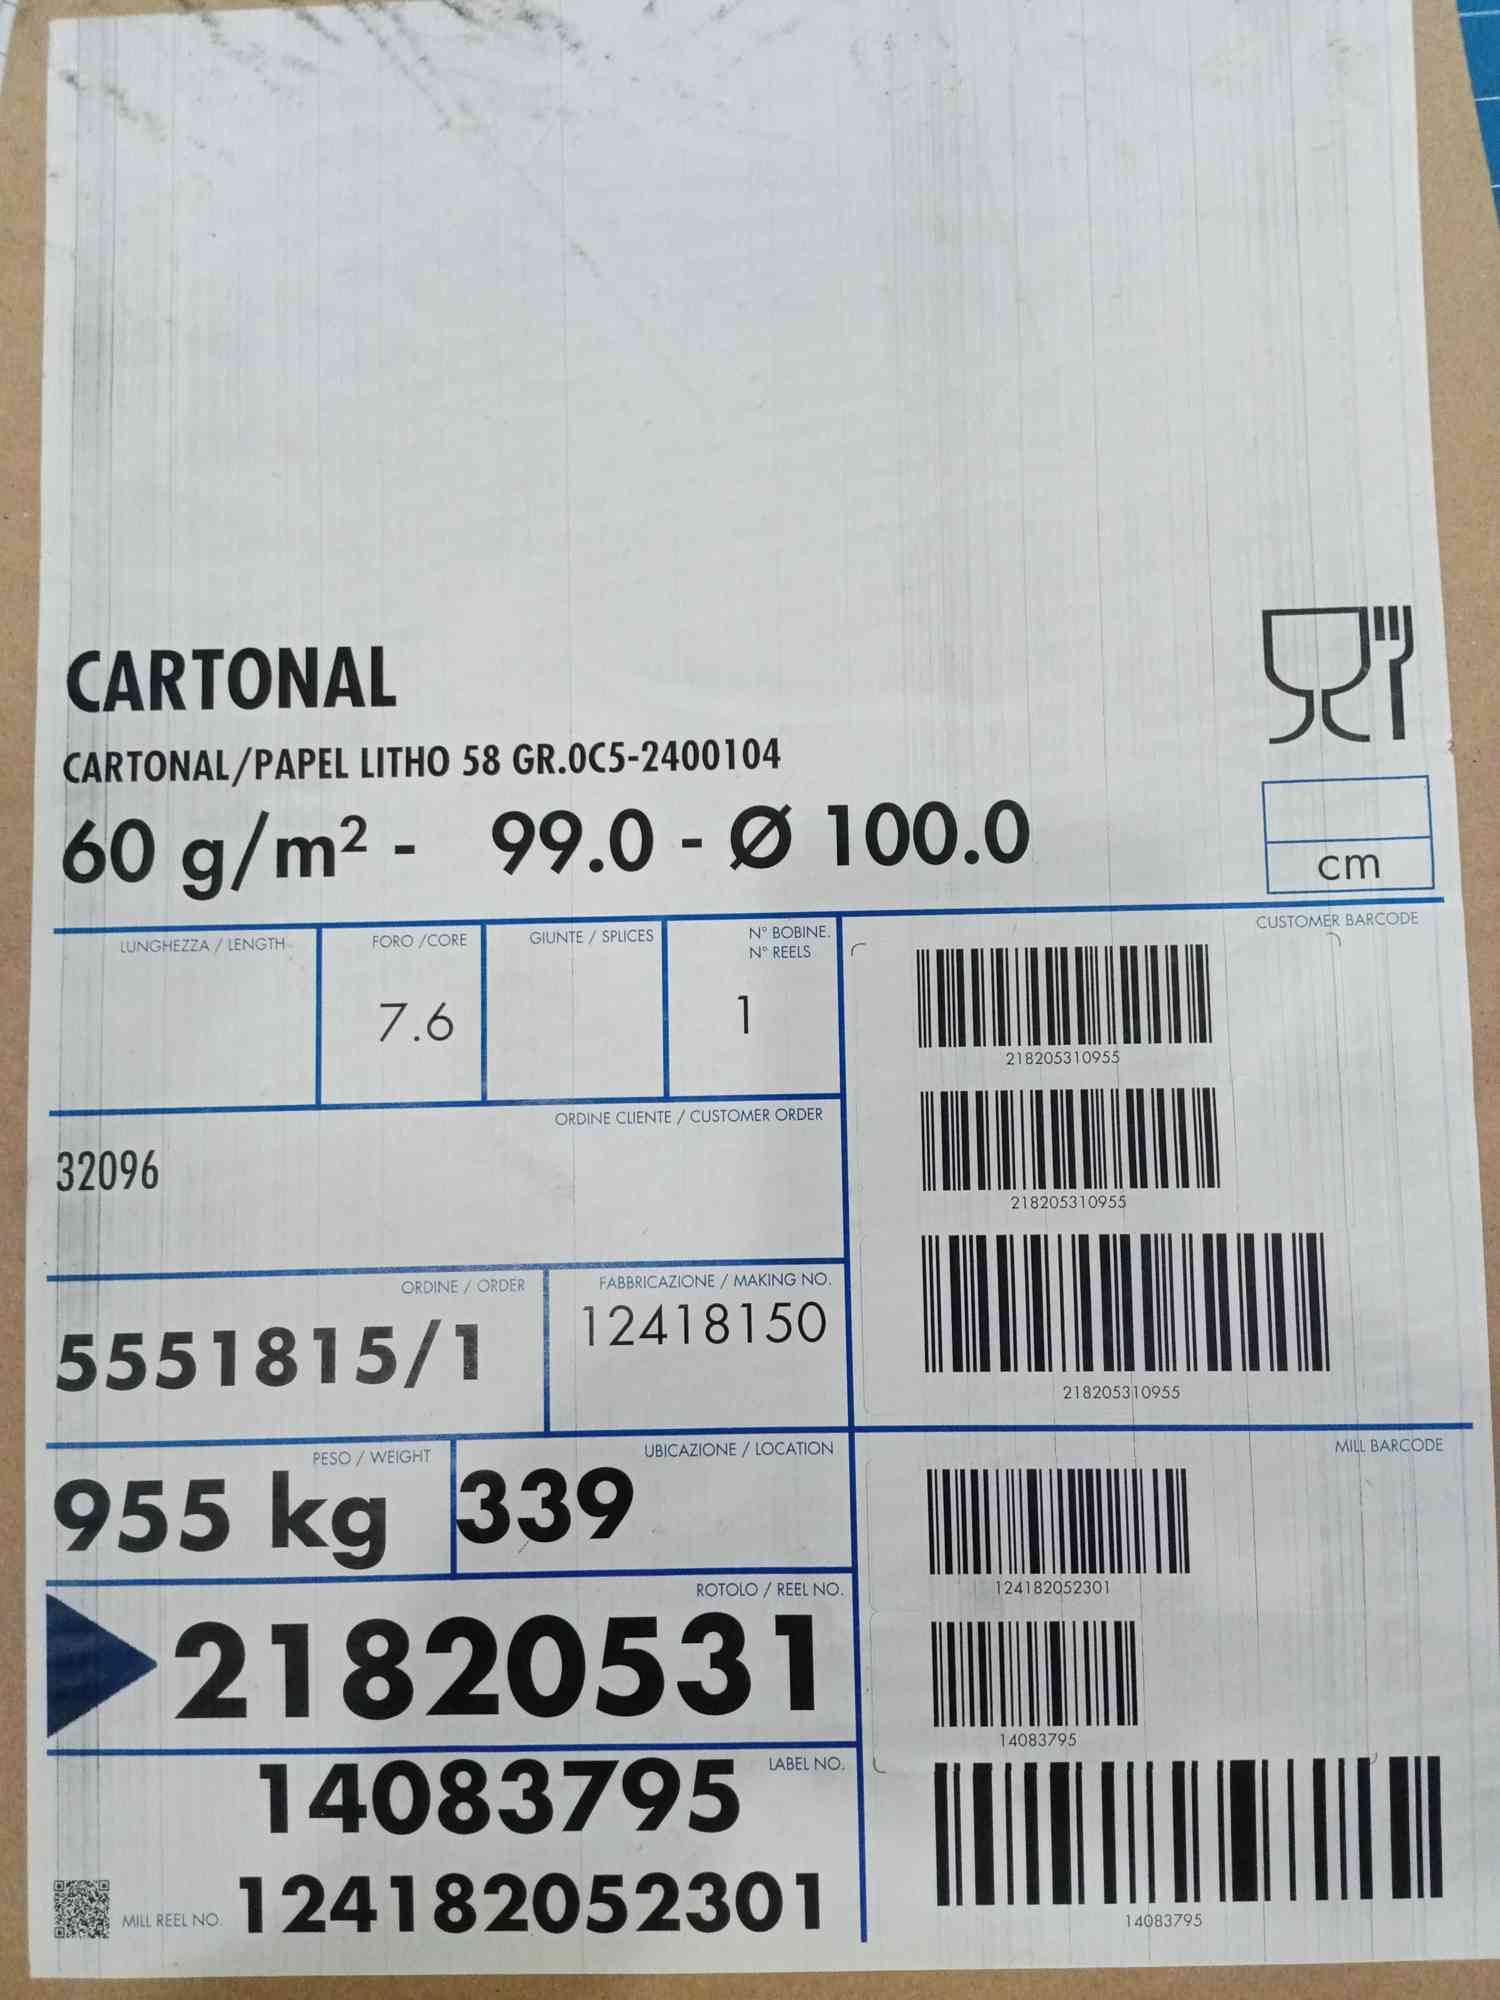 CARTONAL
CARTONAL/PAPEL LITHO 58 GR.0C5-2400104
60 g/m² - 99.0 - Ø 100.0
cm
LUNGHEZZA / LENGTH
FORO /CORE
7.6
GIUNTE / SPLICES
N° BOBINE.
N° REELS
1
CUSTOMER BARCODE
218205310955
218205310955
218205310955
ORDINE CLIENTE / CUSTOMER ORDER
32096
ORDINE / ORDER
5551815/1
FABBRICAZIONE / MAKING NO.
12418150
PESO / WEIGHT
955 kg
UBICAZIONE / LOCATION
339
MILL BARCODE
124182052301
14083795
14083795
ROTOLO / REEL NO.
21820531
LABEL NO.
14083795
MILL REEL NO. 124182052301